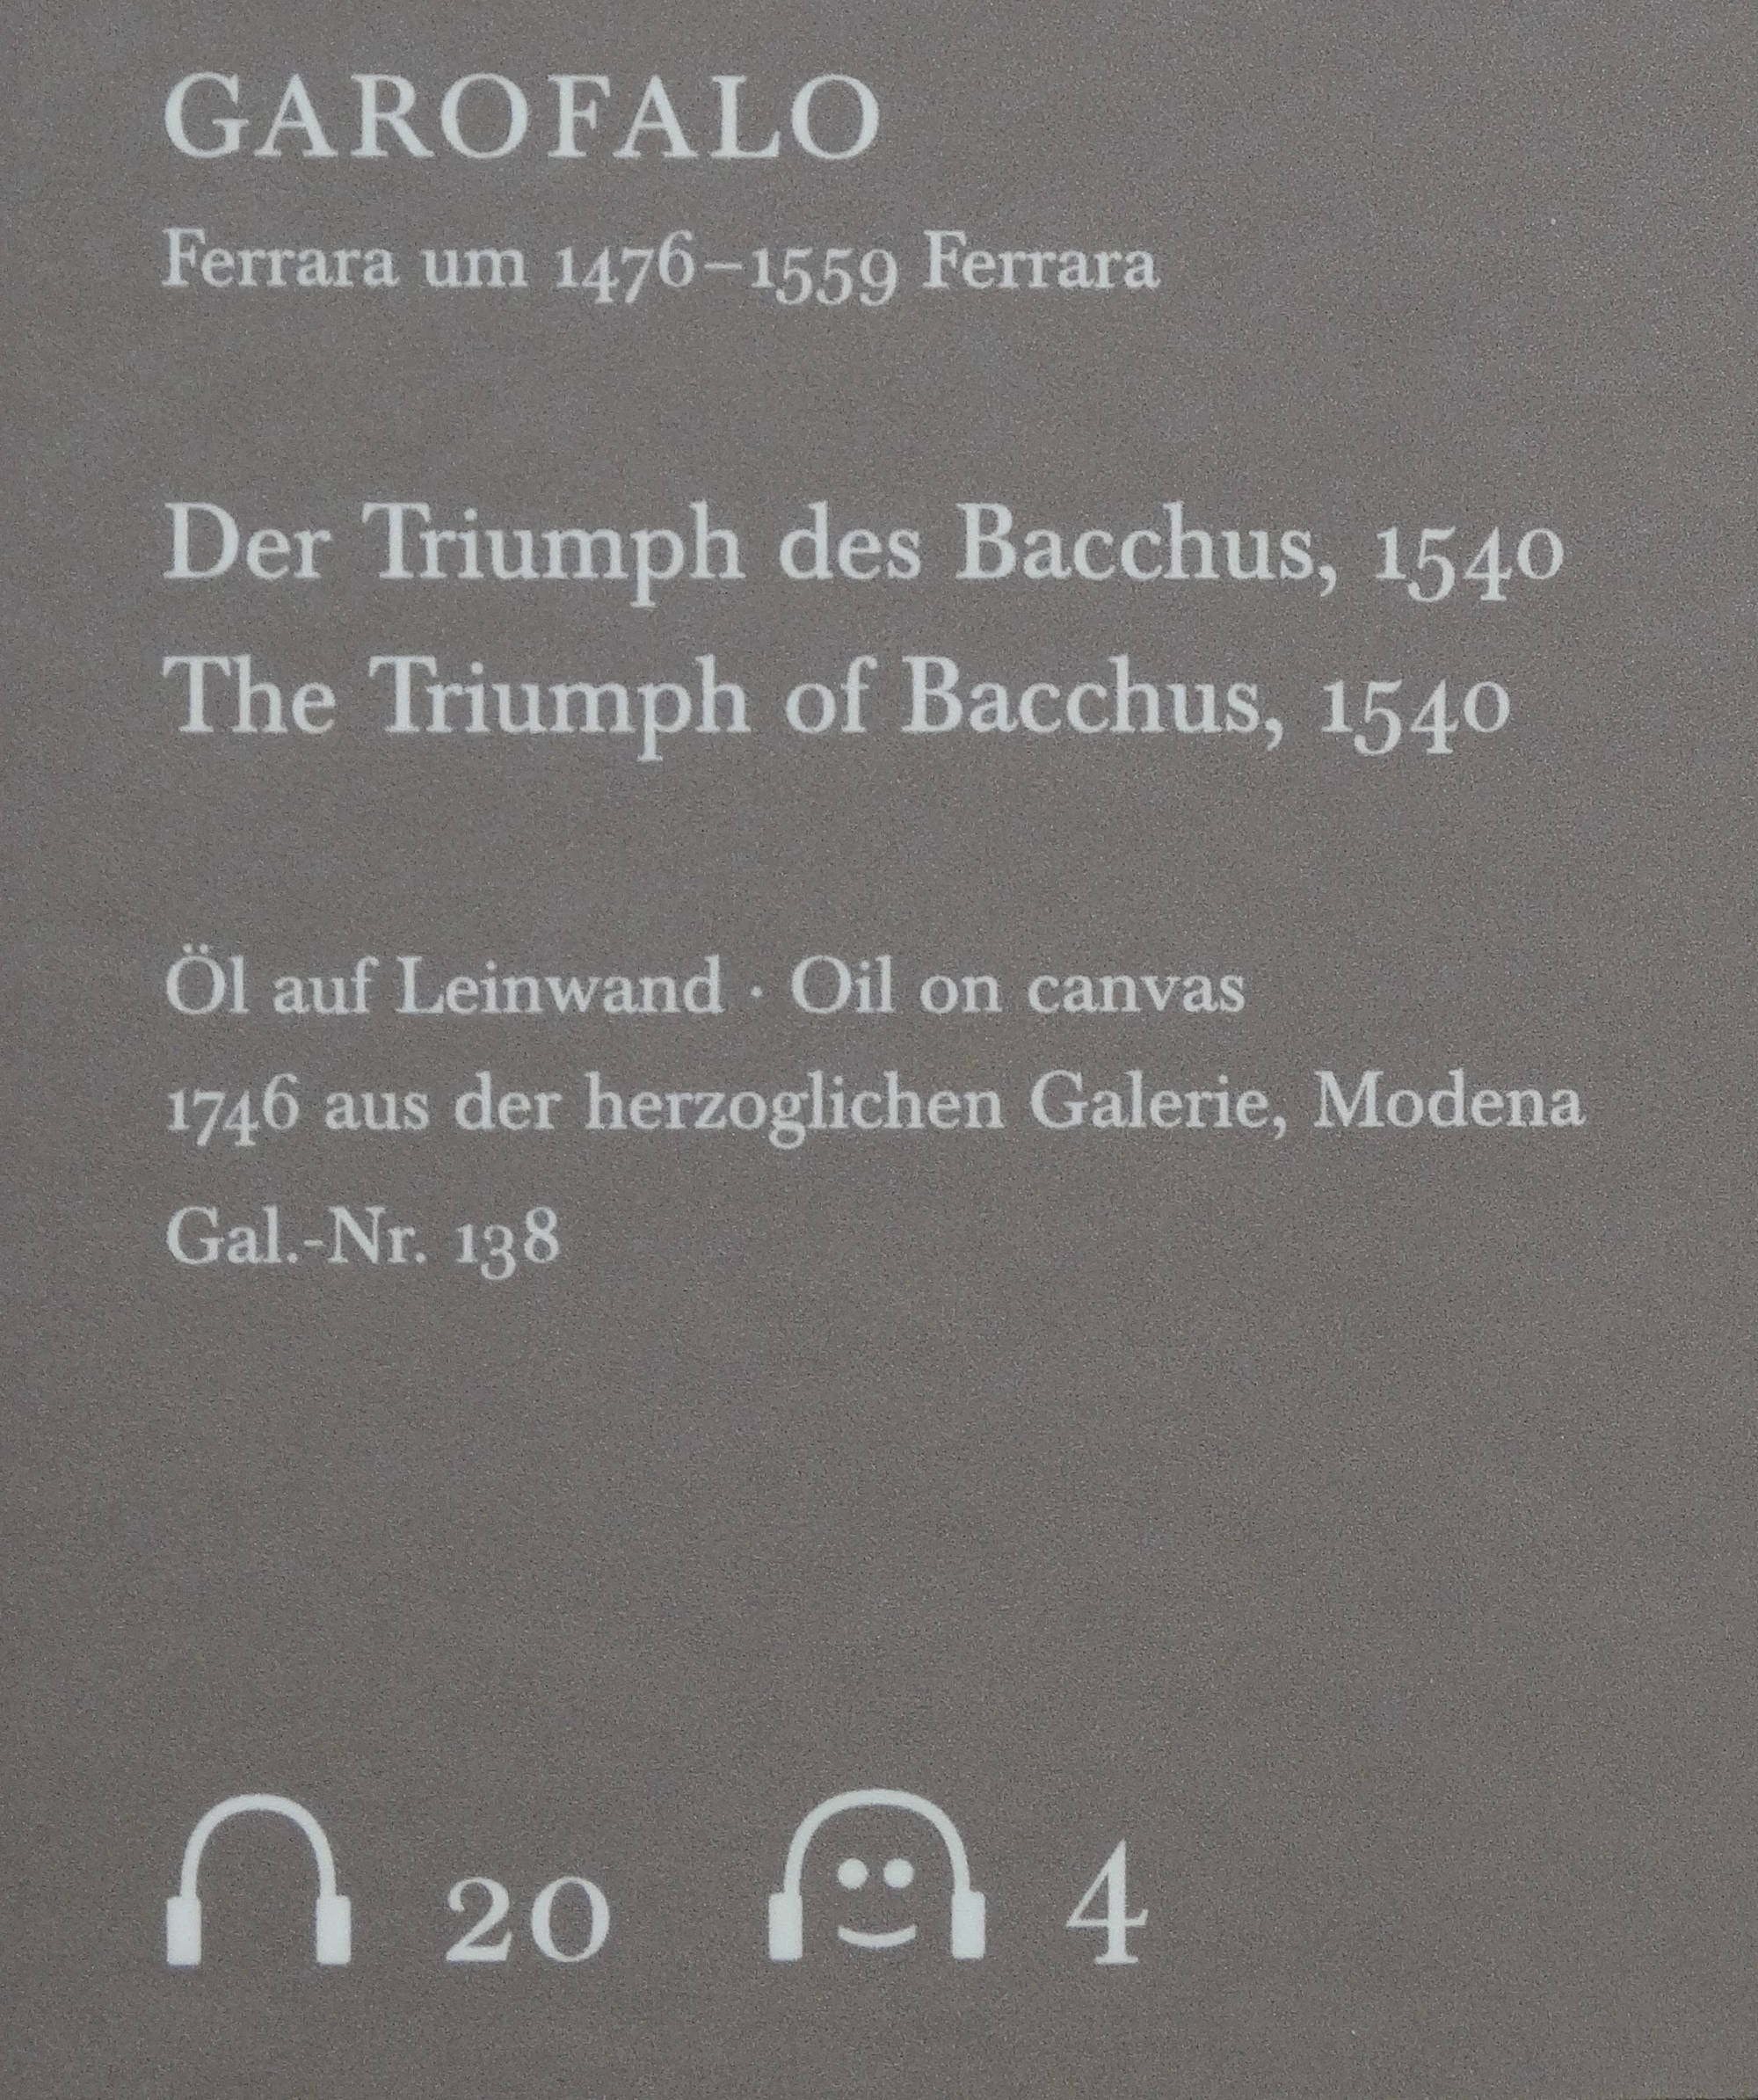 GAROFALO
Ferrara um 1476–1559 Ferrara
Der Triumph des Bacchus, 1540
The Triumph of Bacchus, 1540
Öl auf Leinwand · Oil on canvas
1746 aus der herzoglichen Galerie, Modena
Gal.-Nr. 138
20 4